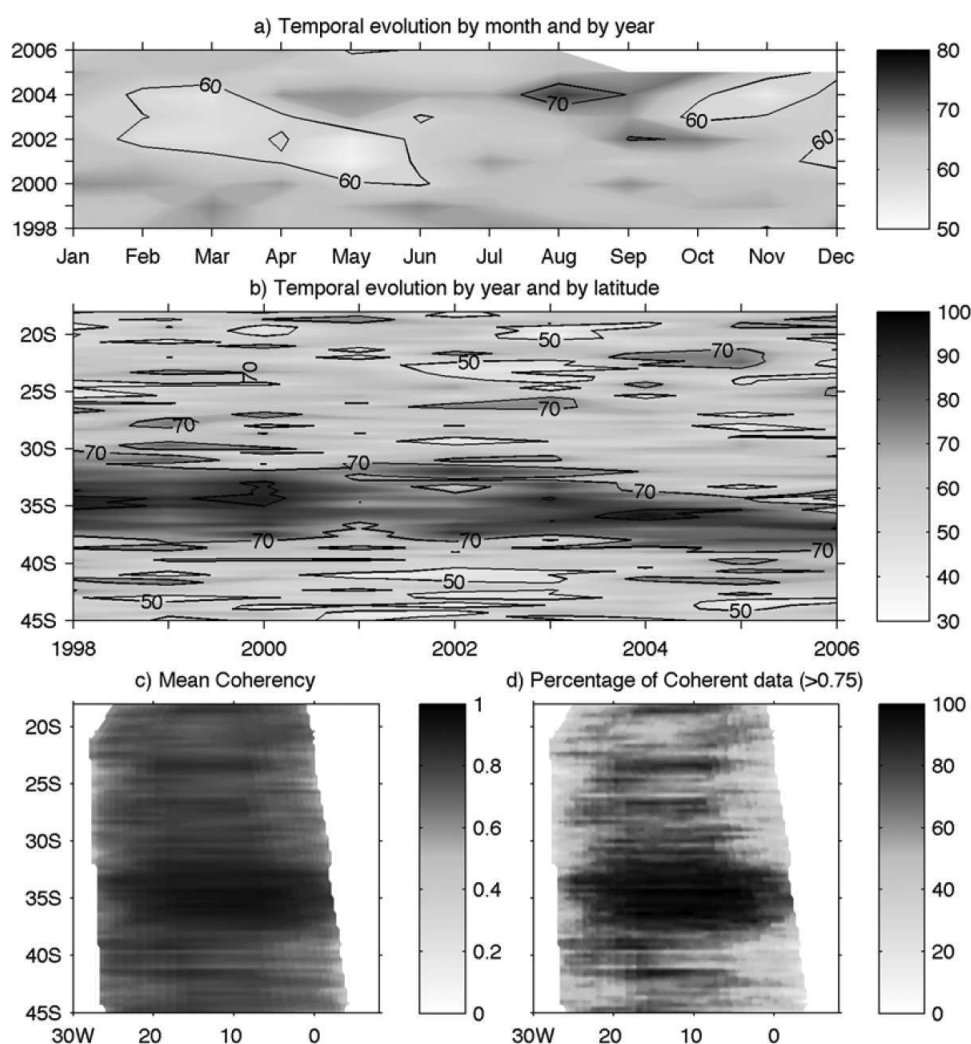 a) Temporal evolution by month and by year
2006
2004
2002
2000
1998
60
70
60
60
60
Jan Feb Mar Apr May Jun Jul Aug Sep Oct Nov Dec
80
70
60
50
b) Temporal evolution by year and by latitude
20S
25S
30S
35S
40S
45S
50
70
50
70
70
70
70
70
70
70
70
70
70
50
50
50
1998 2000 2002 2004 2006
100
90
80
70
60
50
40
30
c) Mean Coherency
20S
25S
30S
35S
40S
45S
30W 20 10 0
1
0.8
0.6
0.4
0.2
0
d) Percentage of Coherent data (>0.75)
30W 20 10 0
100
80
60
40
20
0